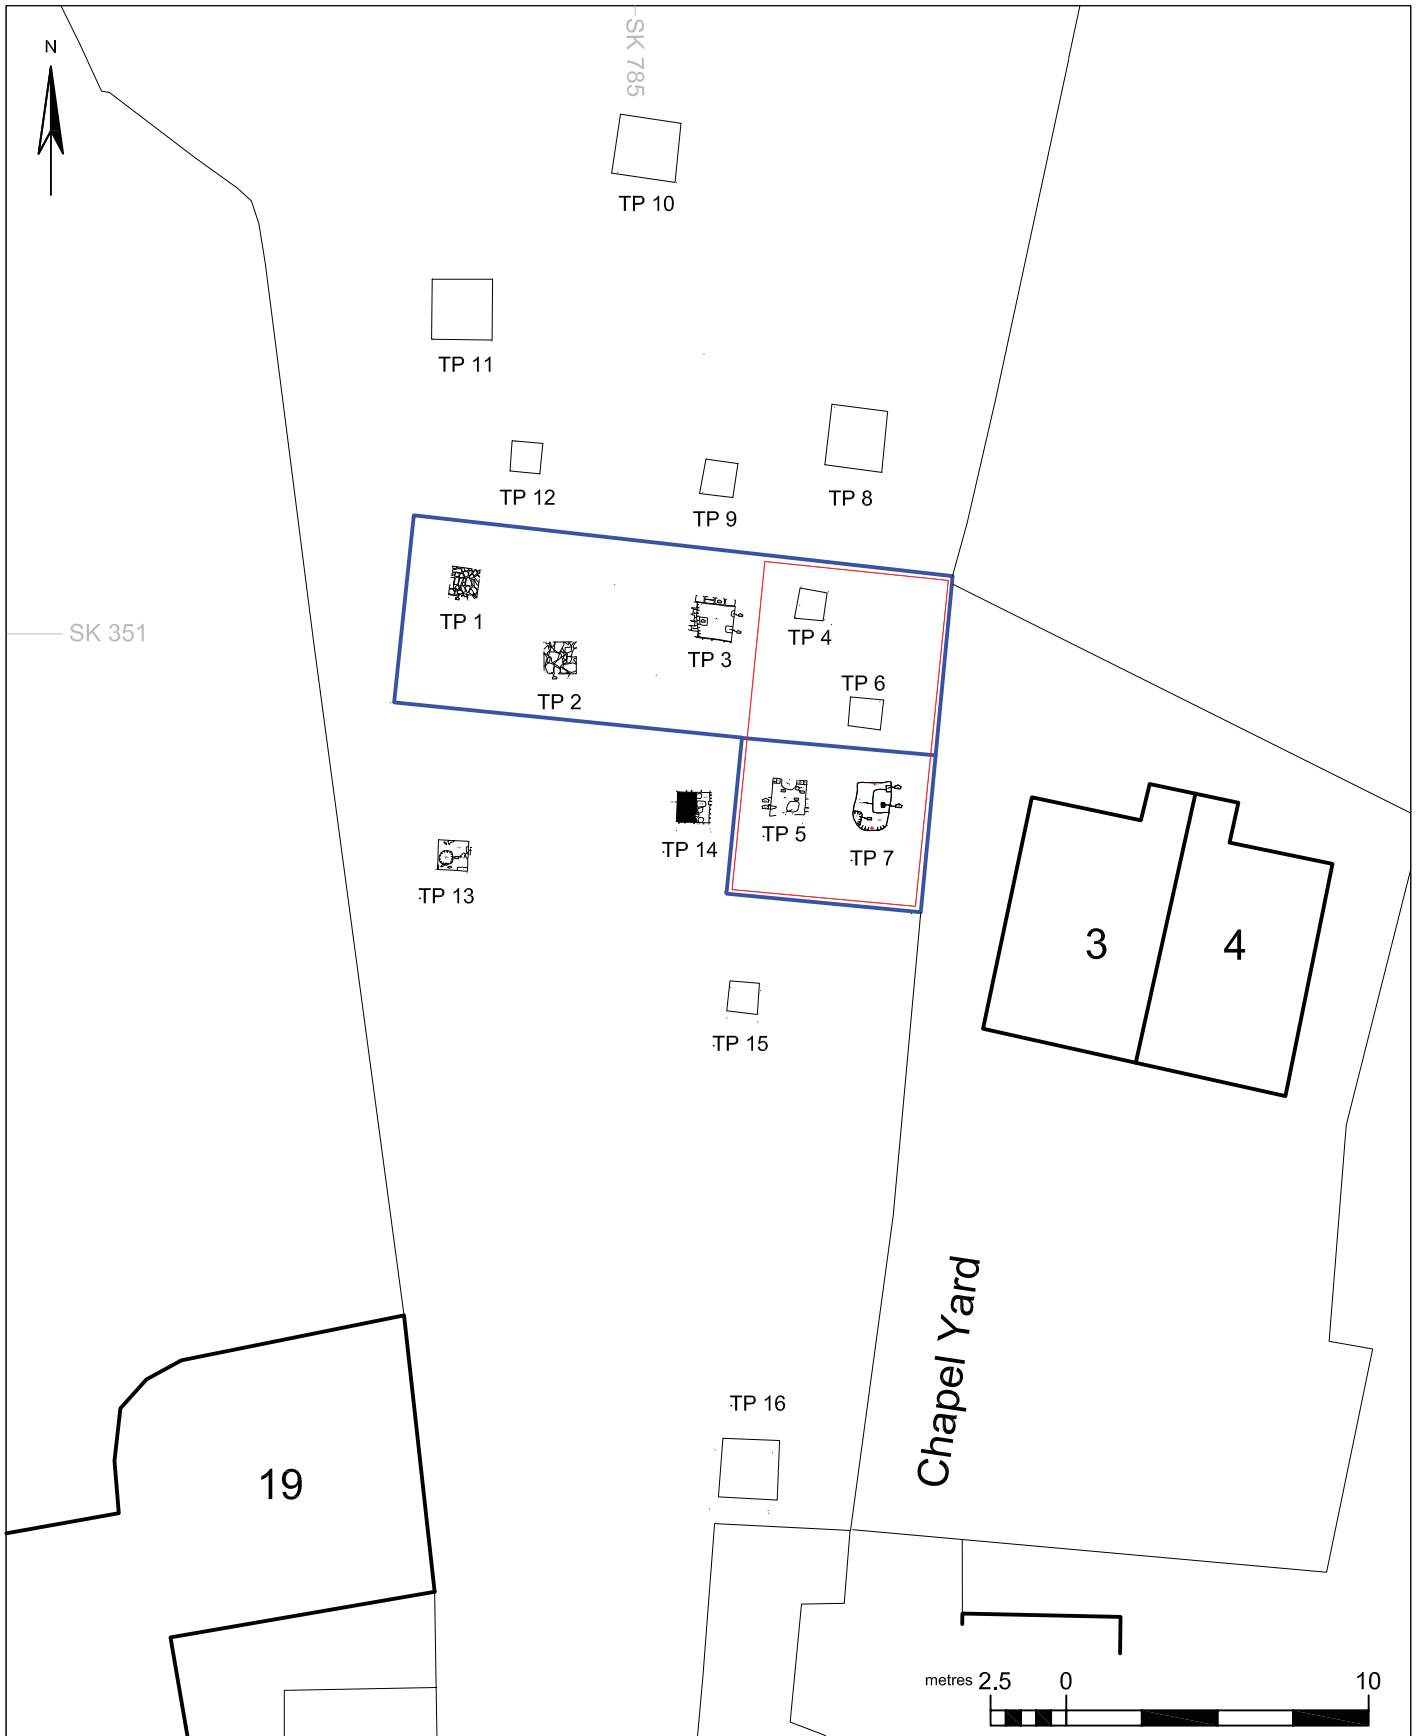 N
SK 785
TP 10
TP 11
TP 12
TP 9
TP 8
TP 1
SK 351
TP 4
TP 3
TP 6
TP 2
TP 5
TP 14
TP 7
TP 13
3
4
TP 15
Chapel Yard
TP 16
19
metres 2.5 0 10